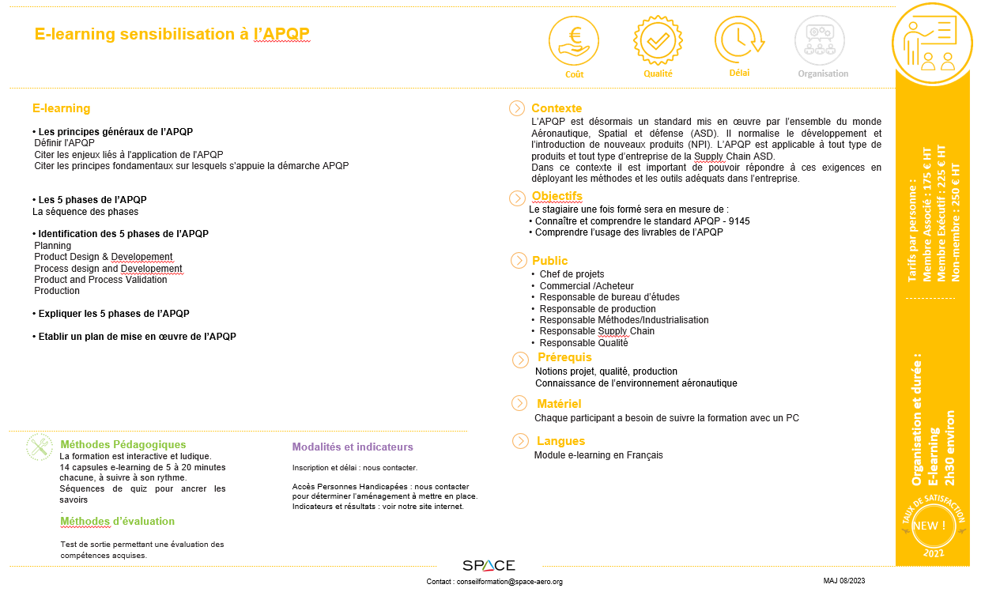 E-learning sensibilisation à l’APQP
Coût
Qualité
Délai
Organisation
E-learning
• Les principes généraux de l’APQP
Définir l'APQP
Citer les enjeux liés à l'application de l'APQP
Citer les principes fondamentaux sur lesquels s'appuie la démarche APQP
• Les 5 phases de l’APQP
La séquence des phases
• Identification des 5 phases de l’APQP
Planning
Product Design & Developement
Process design and Developement
Product and Process Validation
Production
• Expliquer les 5 phases de l’APQP
• Etablir un plan de mise en œuvre de l’APQP
Contexte
L’APQP est désormais un standard mis en œuvre par l’ensemble du monde
Aéronautique, Spatial et défense (ASD). Il normalise le développement et
l’introduction de nouveaux produits (NPI). L’APQP est applicable à tout type de
produits et tout type d’entreprise de la Supply Chain ASD.
Dans ce contexte il est important de pouvoir répondre à ces exigences en
déployant les méthodes et les outils adéquats dans l’entreprise.
Objectifs
Le stagiaire une fois formé sera en mesure de :
• Connaître et comprendre le standard APQP - 9145
• Comprendre l’usage des livrables de l’APQP
Public
• Chef de projets
• Commercial /Acheteur
• Responsable de bureau d’études
• Responsable de production
• Responsable Méthodes/Industrialisation
• Responsable Supply Chain
• Responsable Qualité
Prérequis
Notions projet, qualité, production
Connaissance de l’environnement aéronautique
Matériel
Chaque participant a besoin de suivre la formation avec un PC
Langues
Module e-learning en Français
Méthodes Pédagogiques
La formation est interactive et ludique.
14 capsules e-learning de 5 à 20 minutes
chacune, à suivre à son rythme.
Séquences de quiz pour ancrer les
savoirs
.
Méthodes d’évaluation
Test de sortie permettant une évaluation des
compétences acquises.
Modalités et indicateurs
Inscription et délai : nous contacter.
Accès Personnes Handicapées : nous contacter
pour déterminer l’aménagement à mettre en place.
Indicateurs et résultats : voir notre site internet.
Tarifs par personne :
Membre Associé : 175 € HT
Membre Exécutif : 225 € HT
Non-membre : 250 € HT
Organisation et durée :
E-learning
2h30 environ
TAUX DE SATISFACTION
NEW !
2022
SPACE
Contact : conseilformation@space-aero.org
MAJ 08/2023